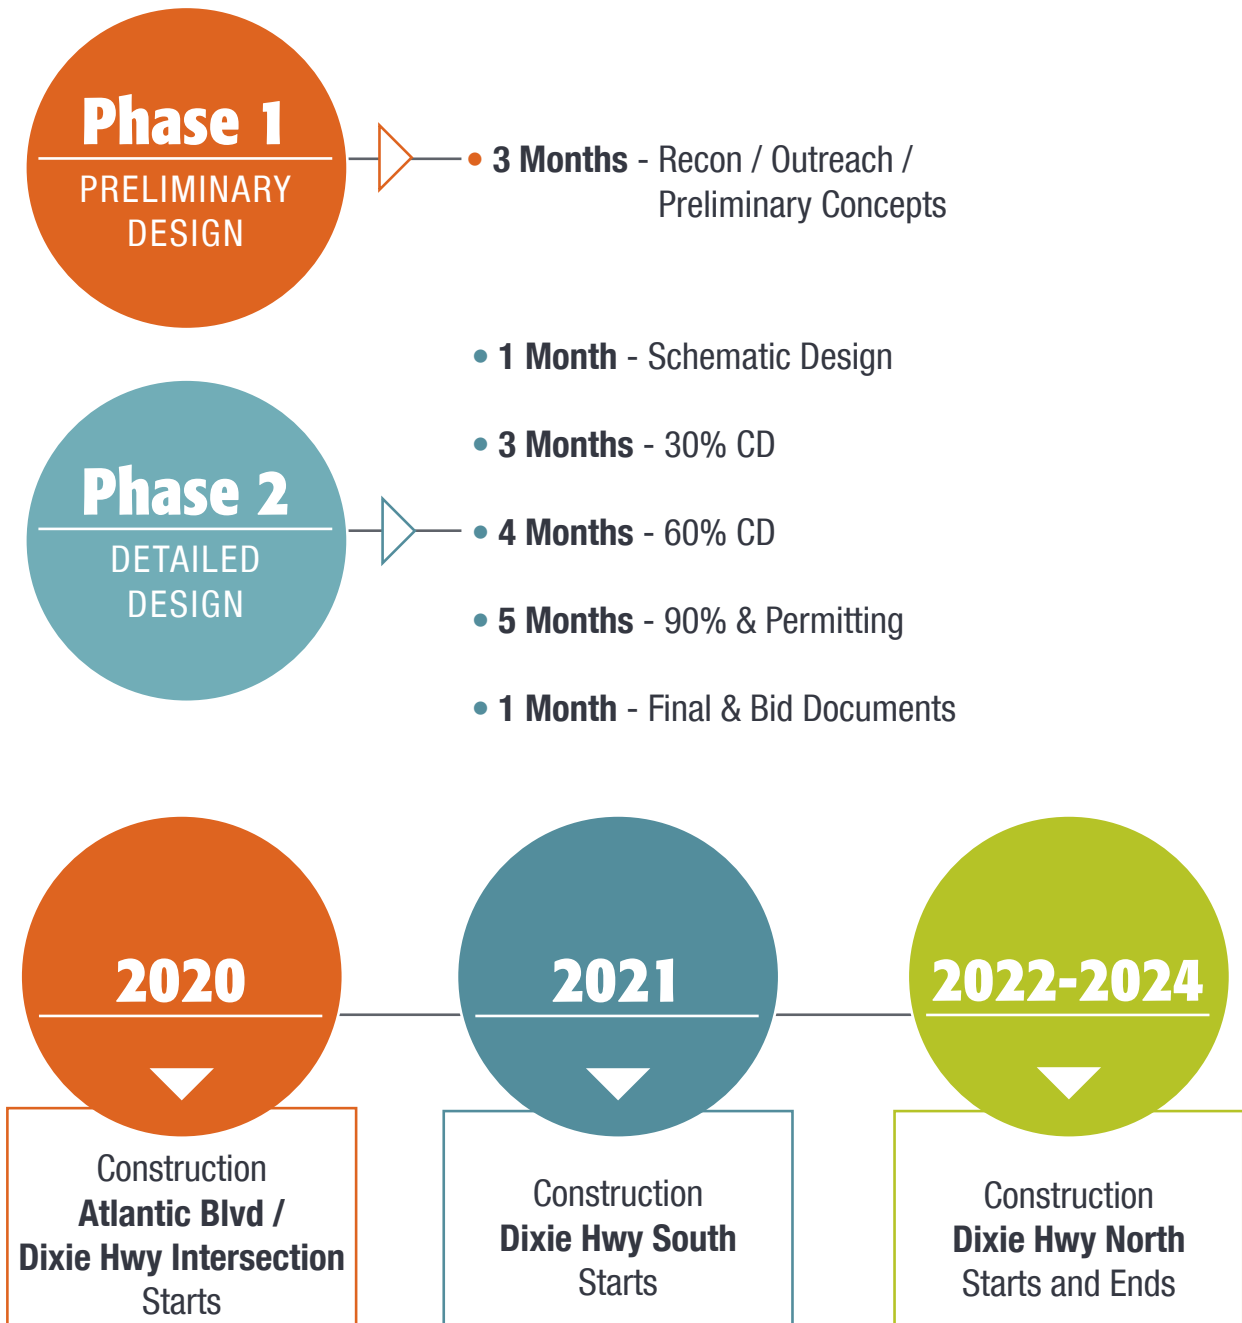 Phase 1
PRELIMINARY
DESIGN
• 3 Months - Recon / Outreach /
Preliminary Concepts
Phase 2
DETAILED
DESIGN
• 1 Month - Schematic Design
• 3 Months - 30% CD
• 4 Months - 60% CD
• 5 Months - 90% & Permitting
• 1 Month - Final & Bid Documents
2020
Construction
Atlantic Blvd /
Dixie Hwy Intersection
Starts
2021
Construction
Dixie Hwy South
Starts
2022-2024
Construction
Dixie Hwy North
Starts and Ends